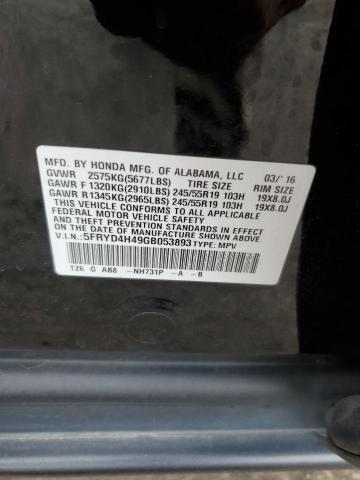 MFD. BY HONDA MFG. OF ALABAMA, LLC 03/'16
GVWR 2575KG(5677LBS) TIRE SIZE RIM SIZE
GAWR F 1320KG(2910LBS) 245/55R19 103H 19X8.0J
GAWR R1345KG(2965LBS) 245/55R19 103H 19X8.0J
THIS VEHICLE CONFORMS TO ALL APPLICABLE
FEDERAL MOTOR VEHICLE SAFETY STANDARDS IN
EFFECT ON THE DATE OF MANUFACTURE SHOWN ABOVE.
V.I.N.:5FRYD4H49GB053893 TYPE: MPV
TZ6 G A88 -NH731P -A -B